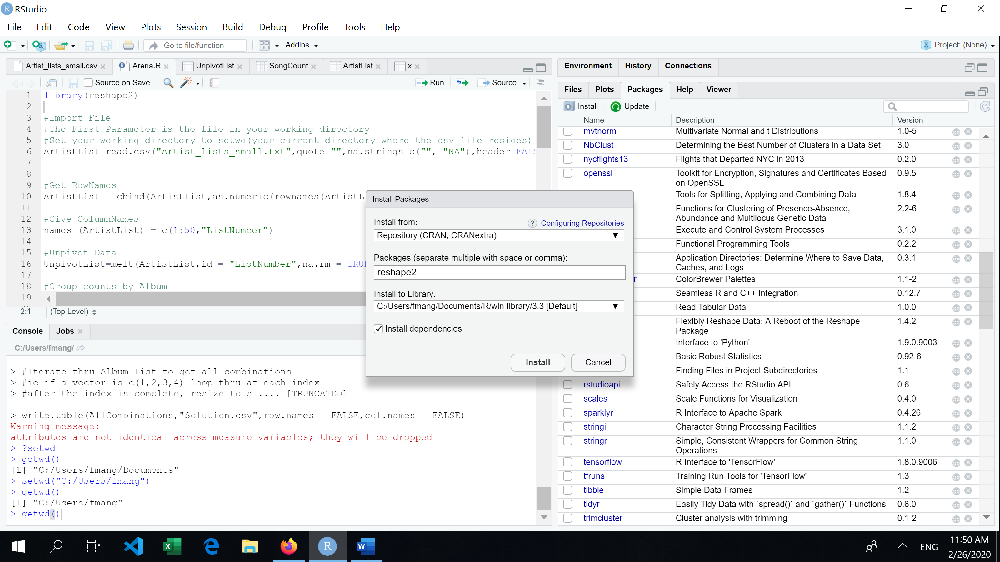 RStudio
File Edit Code View Plots Session Build Debug Profile Tools Help
Go to file/function Addins Project: (None)
Artist_lists_small.csv Arena.R UnpivotList SongCount ArtistList x
Source on Save Run Source
1 library(reshape2)
2
3 #Import File
4 #The First Parameter is the file in your working directory
5 #Set your working directory to setwd(your current directory where the csv file resides)
6 ArtistList=read.csv("Artist_lists_small.txt",quote="",na.strings=c("", "NA"),header=FALS
7
8
9 #Get RowNames
10 ArtistList = cbind(ArtistList,as.numeric(rownames(ArtistLi
11
12 #Give ColumnNames
13 names (ArtistList) = c(1:50,"ListNumber")
14
15 #Unpivot Data
16 UnpivotList=melt(ArtistList,id = "ListNumber",na.rm = TRU
17
18 #Group counts by Album
19
2:1 (Top Level)
Console Jobs
C:/Users/fmang/
> #Iterate thru Album List to get all combinations
> #ie if a vector is c(1,2,3,4) loop thru at each index
> #after the index is complete, resize to s .... [TRUNCATED]
> write.table(AllCombinations,"Solution.csv",row.names = FALSE,col.names = FALSE)
Warning message:
attributes are not identical across measure variables; they will be dropped
> ?setwd
> getwd()
[1] "C:/Users/fmang/Documents"
> setwd("C:/Users/fmang")
> getwd()
[1] "C:/Users/fmang"
> getwd()
Install Packages
Install from:
? Configuring Repositories
Repository (CRAN, CRANextra)
Packages (separate multiple with space or comma):
reshape2
Install to Library:
C:/Users/fmang/Documents/R/win-library/3.3 [Default]
Install dependencies
Install Cancel
Environment History Connections
Files Plots Packages Help Viewer
Install Update
Name Description Version
mvtnorm Multivariate Normal and t Distributions 1.0-5
NbClust Determining the Best Number of Clusters in a Data Set 3.0
nycflights13 Flights that Departed NYC in 2013 0.2.0
openssl Toolkit for Encryption, Signatures and Certificates Based 0.9.5
on OpenSSL
Tools for Splitting, Applying and Combining Data 1.8.4
Functions for Clustering of Presence-Absence, 2.2-6
Abundance and Multilocus Genetic Data
Execute and Control System Processes 3.1.0
Functional Programming Tools 0.2.2
Application Directories: Determine Where to Save Data, 0.3.1
Caches, and Logs
r ColorBrewer Palettes 1.1-2
Seamless R and C++ Integration 0.12.7
Read Tabular Data 1.0.0
Flexibly Reshape Data: A Reboot of the Reshape 1.4.2
Package
Interface to 'Python' 1.9.0.9003
Basic Robust Statistics 0.92-6
Finding Files in Project Subdirectories 1.1
rstudioapi Safely Access the RStudio API 0.6
scales Scale Functions for Visualization 0.4.0
sparklyr R Interface to Apache Spark 0.4.26
stringi Character String Processing Facilities 1.1.2
stringr Simple, Consistent Wrappers for Common String 1.1.0
Operations
tensorflow R Interface to 'TensorFlow' 1.8.0.9006
tfruns Training Run Tools for 'TensorFlow' 1.3
tibble Simple Data Frames 1.2
tidyr Easily Tidy Data with `spread()` and `gather()` Functions 0.6.0
trimcluster Cluster analysis with trimming 0.1-2
ENG
11:50 AM
2/26/2020